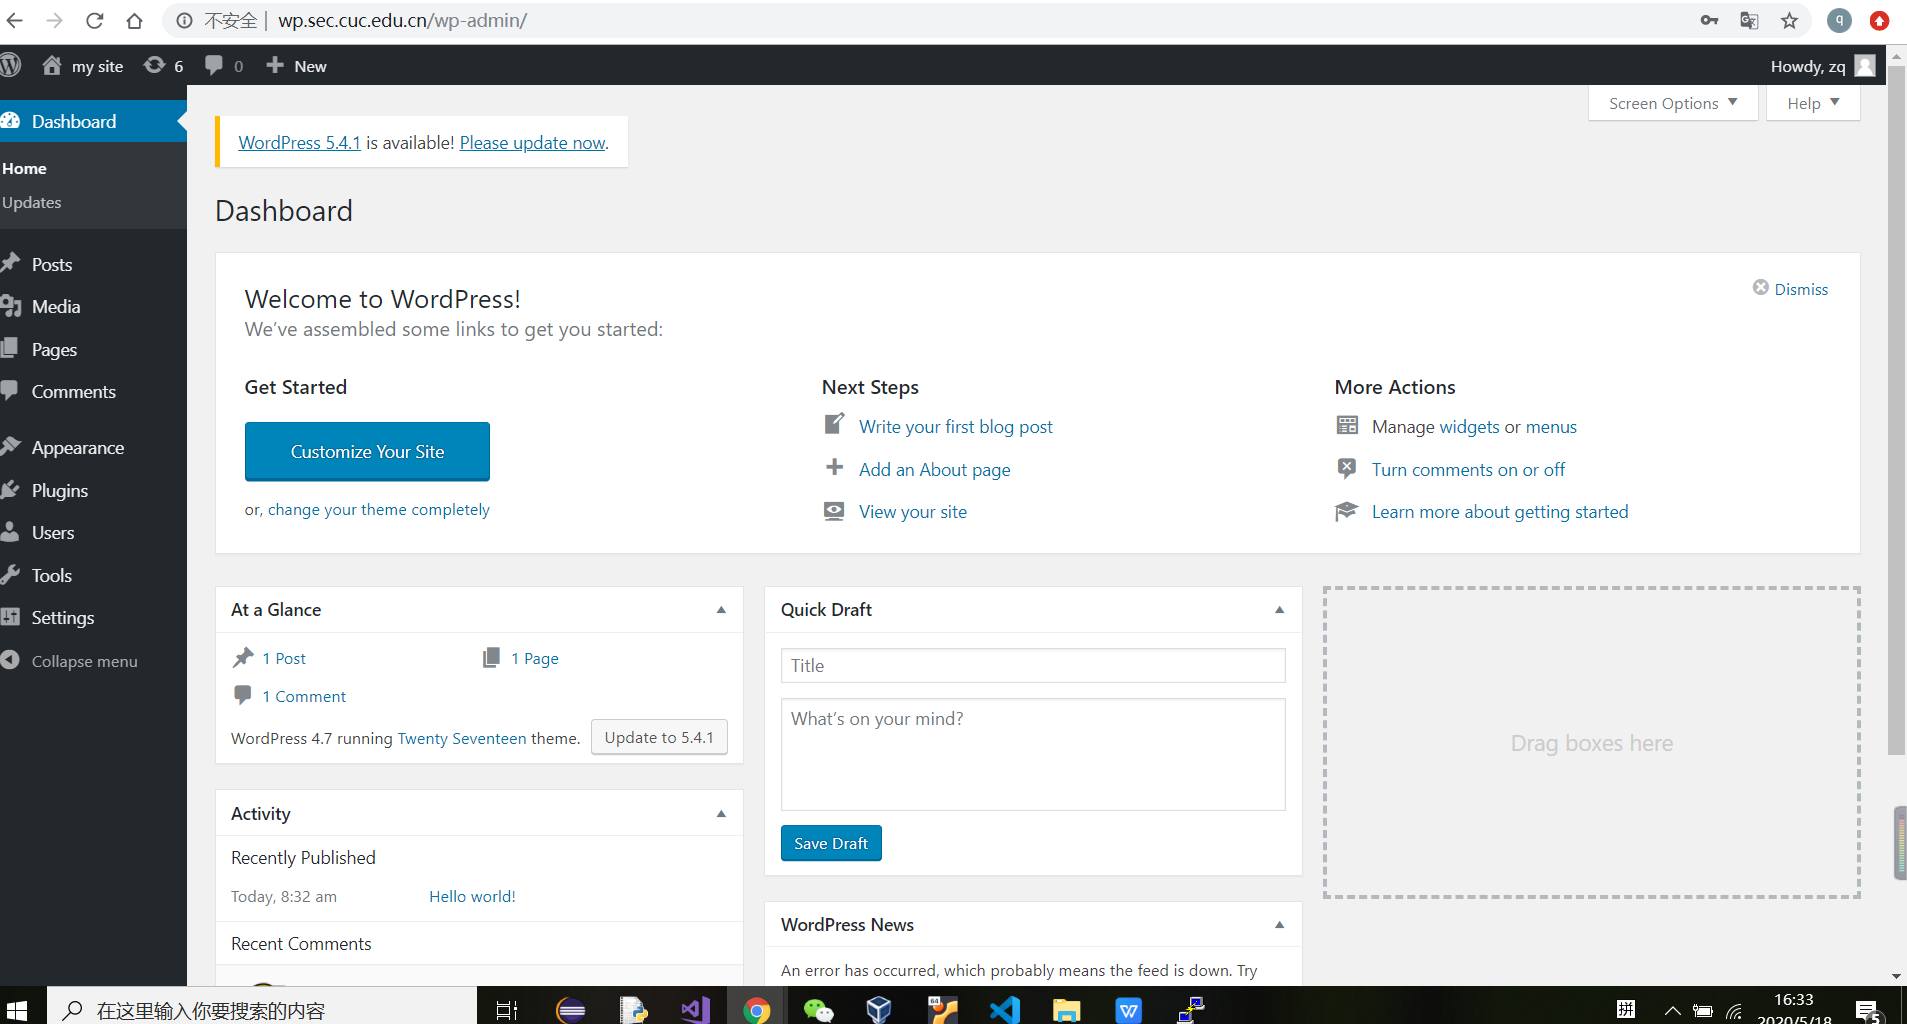 不安全 | wp.sec.cuc.edu.cn/wp-admin/
q
my site 6 0 New
Howdy, zq
Screen Options Help
Dashboard
Home
Updates
Posts
Media
Pages
Comments
Appearance
Plugins
Users
Tools
Settings
Collapse menu
WordPress 5.4.1 is available! Please update now.
Dashboard
Welcome to WordPress!
We’ve assembled some links to get you started:
Dismiss
Get Started
Customize Your Site
or, change your theme completely
Next Steps
Write your first blog post
Add an About page
View your site
More Actions
Manage widgets or menus
Turn comments on or off
Learn more about getting started
At a Glance
1 Post
1 Page
1 Comment
WordPress 4.7 running Twenty Seventeen theme.
Update to 5.4.1
Activity
Recently Published
Today, 8:32 am Hello world!
Recent Comments
Quick Draft
Title
What’s on your mind?
Save Draft
WordPress News
An error has occurred, which probably means the feed is down. Try
Drag boxes here
在这里输入你要搜索的内容
64
W
拼
16:33
2020/5/18
5